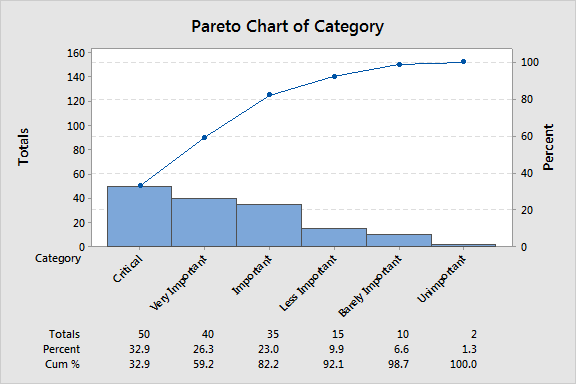 Pareto Chart of Category
Totals
160
140
120
100
80
60
40
20
0
Percent
100
80
60
40
20
0
Category
Critical
Very Important
Important
Less Important
Barely Important
Unimportant
Totals 50 40 35 15 10 2
Percent 32.9 26.3 23.0 9.9 6.6 1.3
Cum % 32.9 59.2 82.2 92.1 98.7 100.0